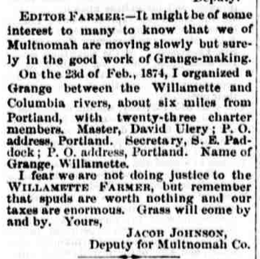 Deputy.
EDITOR FARMER:—It might be of some
interest to many to know that we of
Multnomah are moving slowly but sure-
ly in the good work of Grange-making.
On the 23d of Feb., 1874, I organized a
Grange between the Willamette and
Columbia rivers, about six miles from
Portland, with twenty-three charter
members. Master, David Ulery; P. O.
address, Portland. Secretary, S. E. Pad-
dock; P. O. address, Portland. Name of
Grange, Willamette.
I fear we are not doing justice to the
WILLAMETTE FARMER, but remember
that spuds are worth nothing and our
taxes are enormous. Grass will come by
and by. Yours,
JACOB JOHNSON,
Deputy for Multnomah Co.